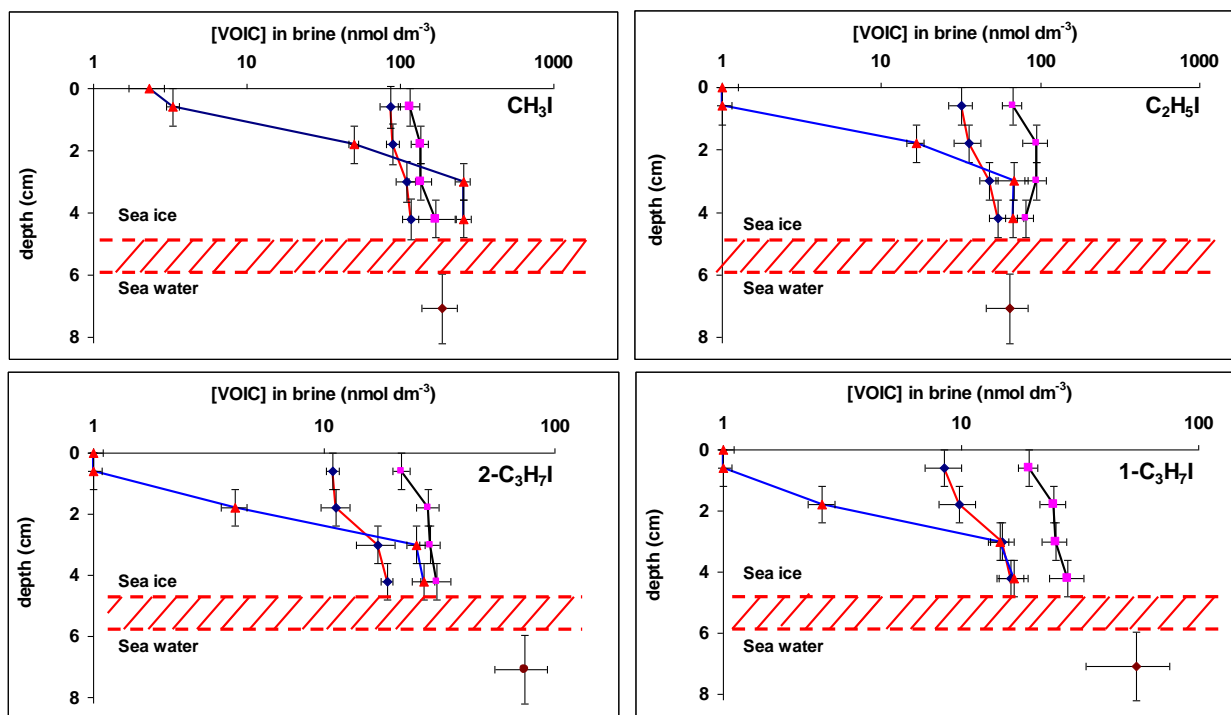 [VOIC] in brine (nmol dm⁻³)
1 10 100 1000
0
2
4
6
8
depth (cm)
CH₃I
Sea ice
Sea water
[VOIC] in brine (nmol dm⁻³)
1 10 100 1000
0
2
4
6
8
depth (cm)
C₂H₅I
Sea ice
Sea water
[VOIC] in brine (nmol dm⁻³)
1 10 100
0
2
4
6
8
depth (cm)
2-C₃H₇I
Sea ice
Sea water
[VOIC] in brine (nmol dm⁻³)
1 10 100
0
2
4
6
8
depth (cm)
1-C₃H₇I
Sea ice
Sea water